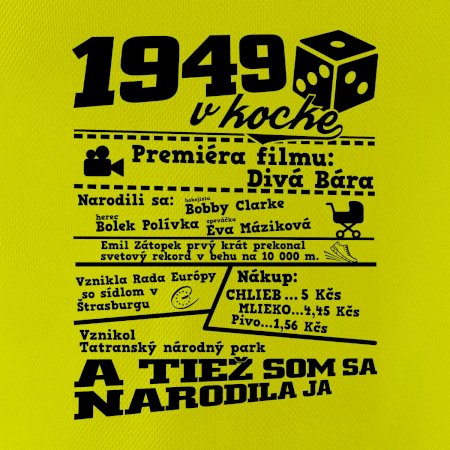 1949
v kocke
Premiéra filmu:
Divá Bára
Narodili sa: hokejista Bobby Clarke
herec Bolek Polívka speváčka Eva Máziková
Emil Zátopek prvý krát prekonal
svetový rekord v behu na 10 000 m.
Vznikla Rada Európy
so sídlom v
Štrasburgu
Nákup:
CHLIEB ... 5 Kčs
MLIEKO...4,45 Kčs
Pivo...1,56 Kčs
Vznikol
Tatranský národný park
A TIEŽ SOM SA
NARODILA JA